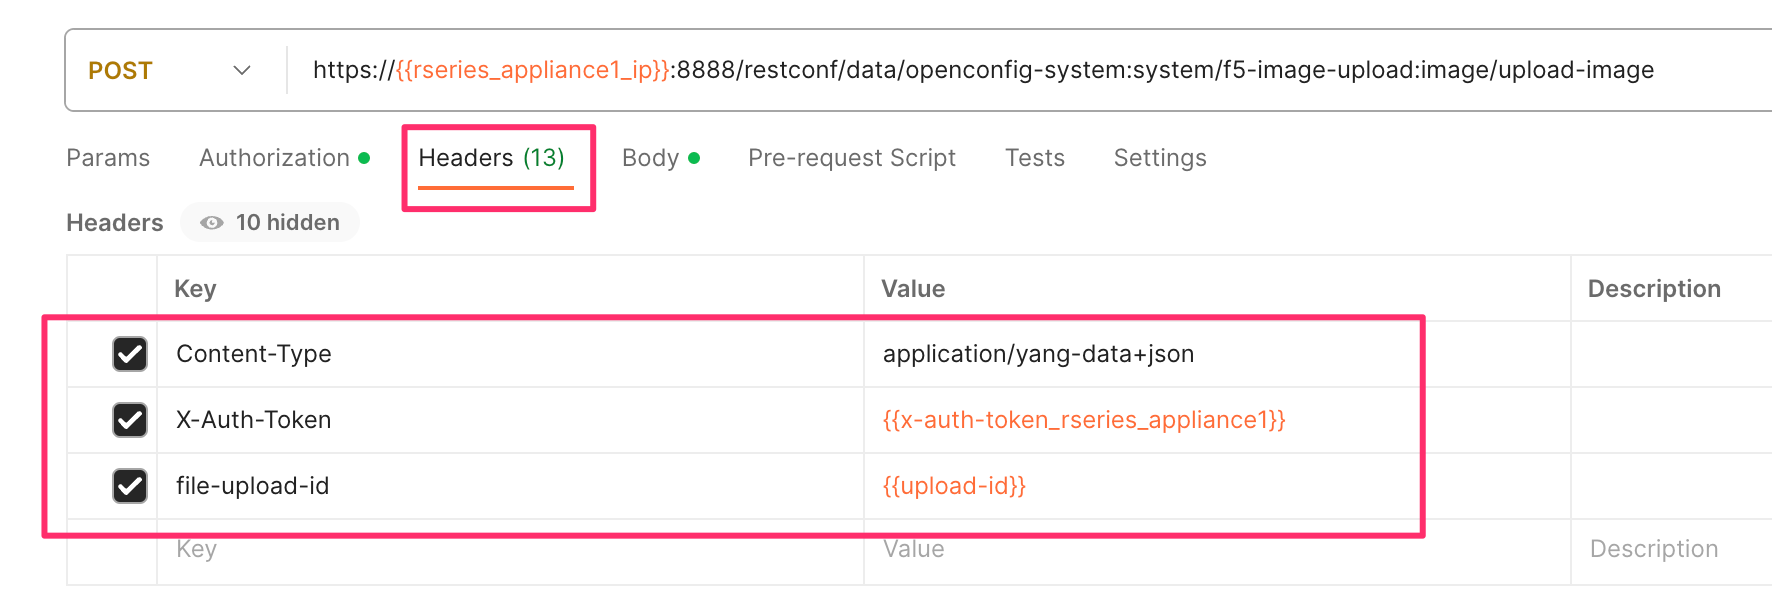 POST https://{{rseries_appliance1_ip}}:8888/restconf/data/openconfig-system:system/f5-image-upload:image/upload-image
Params Authorization Headers (13) Body Pre-request Script Tests Settings
Headers 10 hidden
Key Value Description
Content-Type application/yang-data+json
X-Auth-Token {{x-auth-token_rseries_appliance1}}
file-upload-id {{upload-id}}
Key Value Description